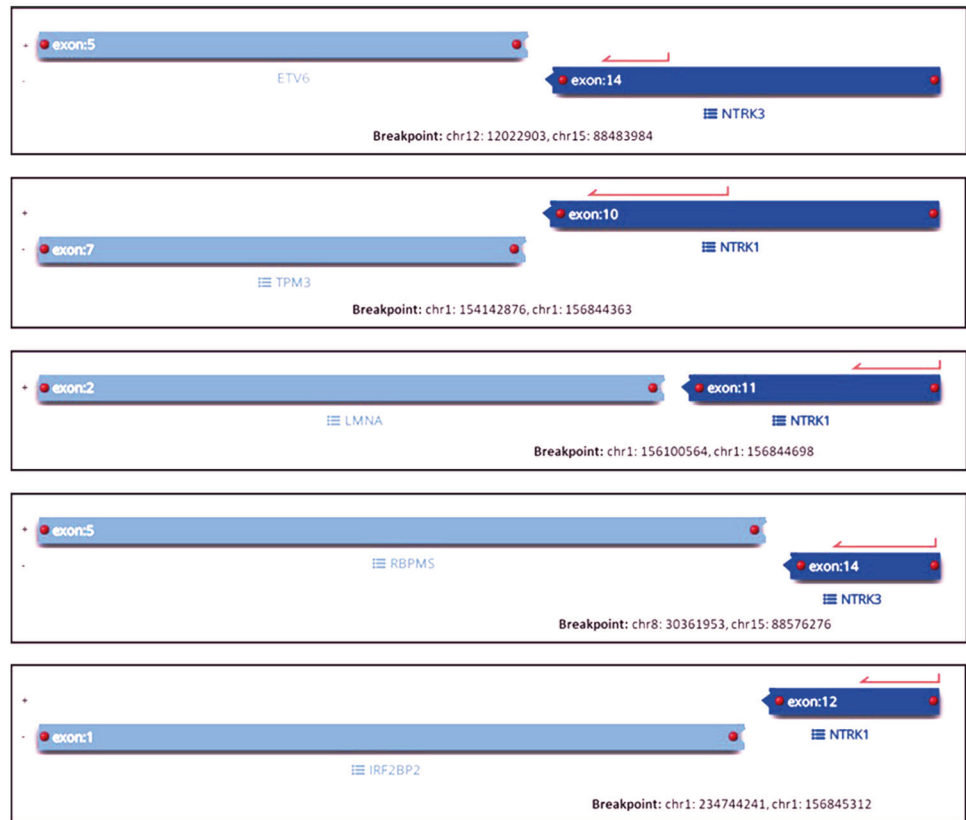 + exon:5
- exon:14
ETV6
NTRK3
Breakpoint: chr12: 12022903, chr15: 88483984
+ exon:10
- exon:7
NTRK1
TPM3
Breakpoint: chr1: 154142876, chr1: 156844363
+ exon:2 exon:11
LMNA NTRK1
Breakpoint: chr1: 156100564, chr1: 156844698
+ exon:5
- exon:14
RBPMS
NTRK3
Breakpoint: chr8: 30361953, chr15: 88576276
+ exon:12
- exon:1
NTRK1
IRF2BP2
Breakpoint: chr1: 234744241, chr1: 156845312